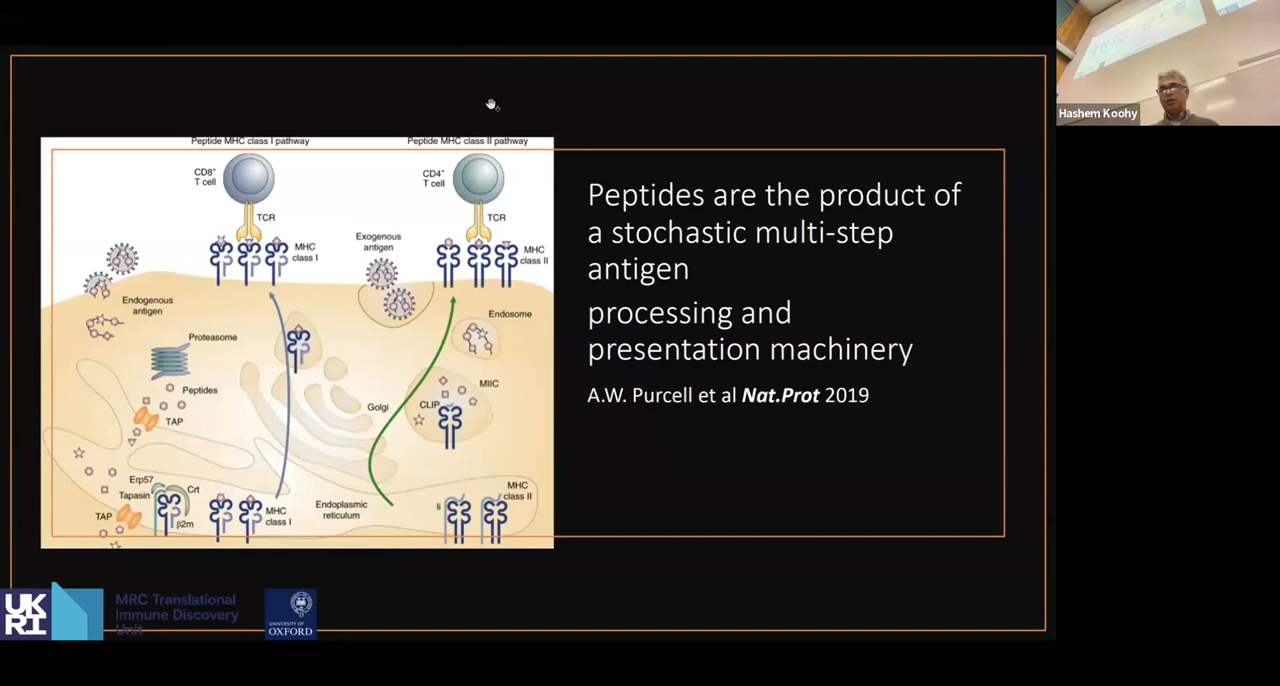 Hashem Koohy
Peptide MHC class I pathway
Peptide MHC class II pathway
CD8+
T cell
CD4+
T cell
TCR
TCR
MHC
class I
Exogenous
antigen
MHC
class II
Endogenous
antigen
Endosome
Proteasome
Peptides
MIIC
CLIP
Golgi
TAP
Erp57
Crt
Tapasin
TAP
β2m
MHC
class I
Endoplasmic
reticulum
Ii
MHC
class II
Peptides are the product of
a stochastic multi-step
antigen
processing and
presentation machinery
A.W. Purcell et al Nat.Prot 2019
UK
RI
MRC Translational
Immune Discovery
Unit
UNIVERSITY OF
OXFORD